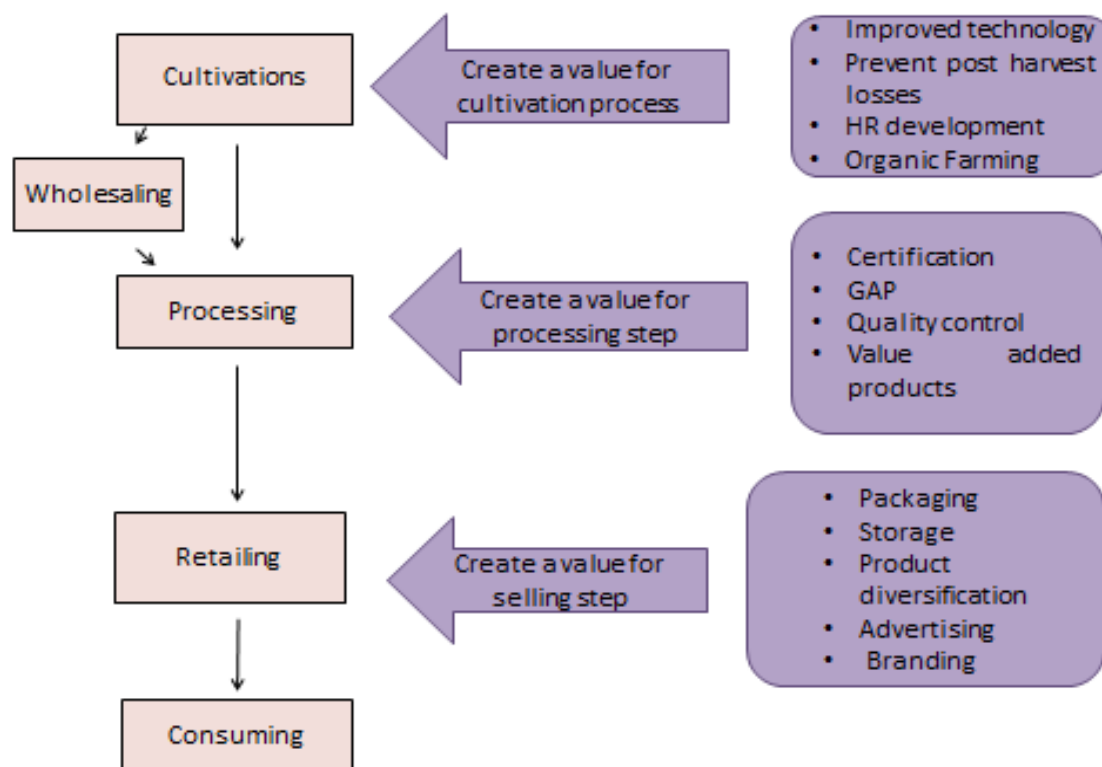 Cultivations
Create a value for
cultivation process
• Improved technology
• Prevent post harvest
losses
• HR development
• Organic Farming
Wholesaling
Processing
Create a value for
processing step
• Certification
• GAP
• Quality control
• Value added
products
Retailing
Create a value for
selling step
• Packaging
• Storage
• Product
diversification
• Advertising
• Branding
Consuming